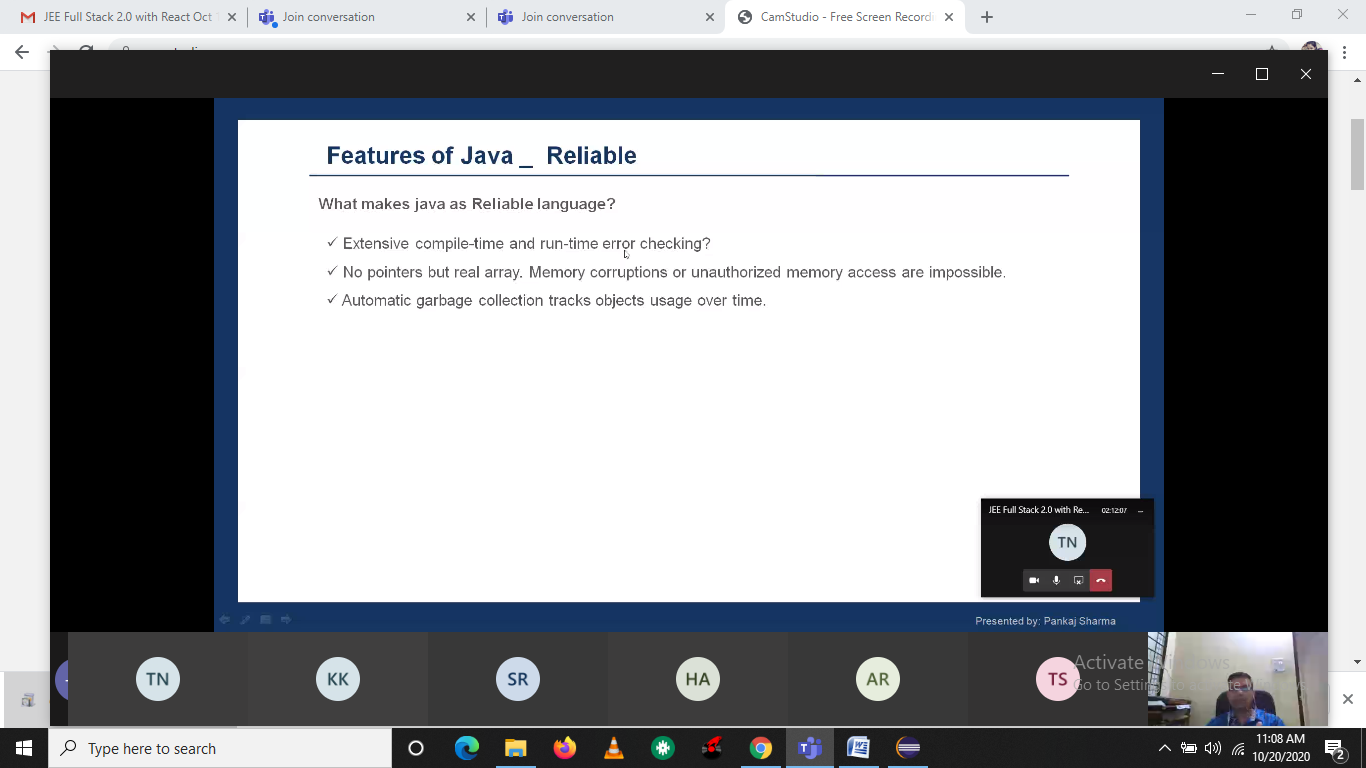 JEE Full Stack 2.0 with React Oct
Join conversation
Join conversation
CamStudio - Free Screen Recordi
Features of Java _ Reliable
What makes java as Reliable language?
✓ Extensive compile-time and run-time error checking?
✓ No pointers but real array. Memory corruptions or unauthorized memory access are impossible.
✓ Automatic garbage collection tracks objects usage over time.
JEE Full Stack 2.0 with Re...
02:12:07
TN
Presented by: Pankaj Sharma
TN
KK
SR
HA
AR
TS
Activate Windows
Go to Settin
Type here to search
11:08 AM
10/20/2020
2